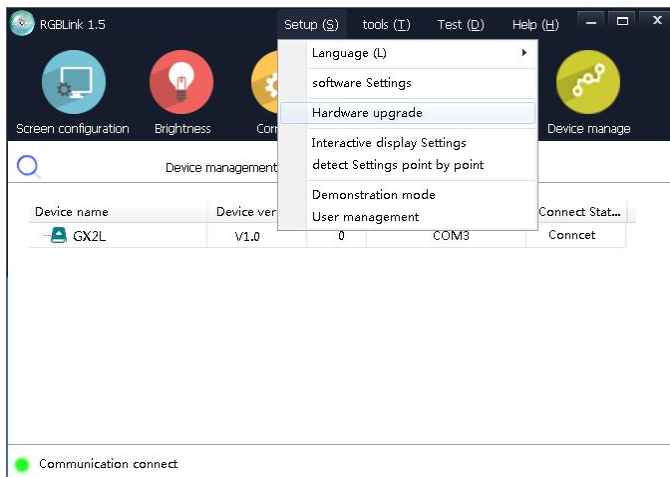 RGBLink 1.5
Setup (S) tools (T) Test (D) Help (H)
Language (L)
software Settings
Hardware upgrade
Interactive display Settings
detect Settings point by point
Demonstration mode
User management
Screen configuration Brightness Cor Device manage
Device management
Device name Device ver Connect Stat...
GX2L V1.0 0 COM3 Conncet
Communication connect